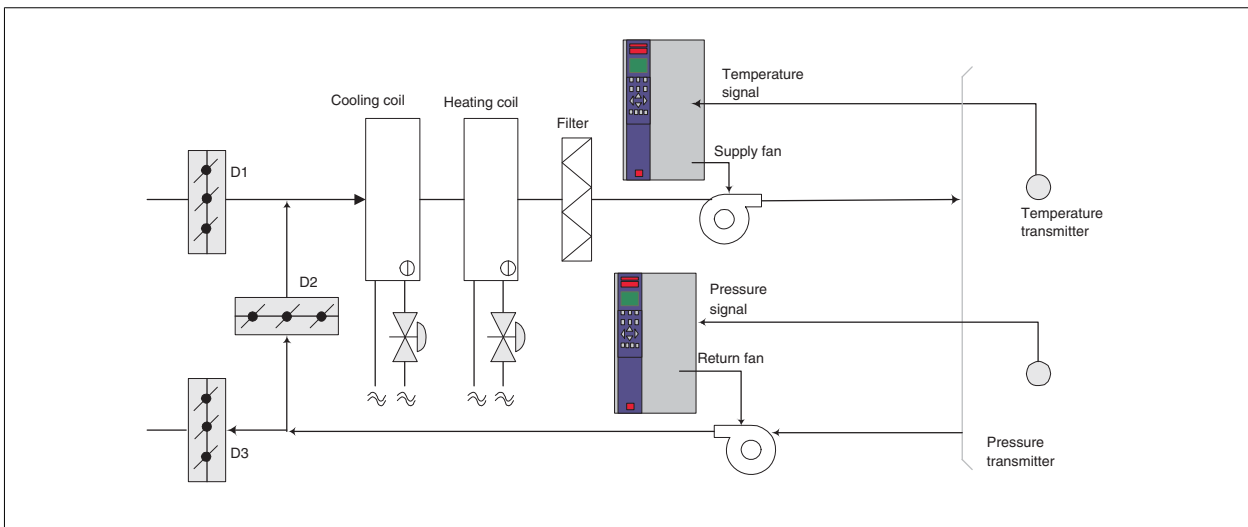 Cooling coil
Heating coil
Filter
Temperature
signal
Supply fan
D1
Temperature
transmitter
D2
Pressure
signal
Return fan
D3
Pressure
transmitter